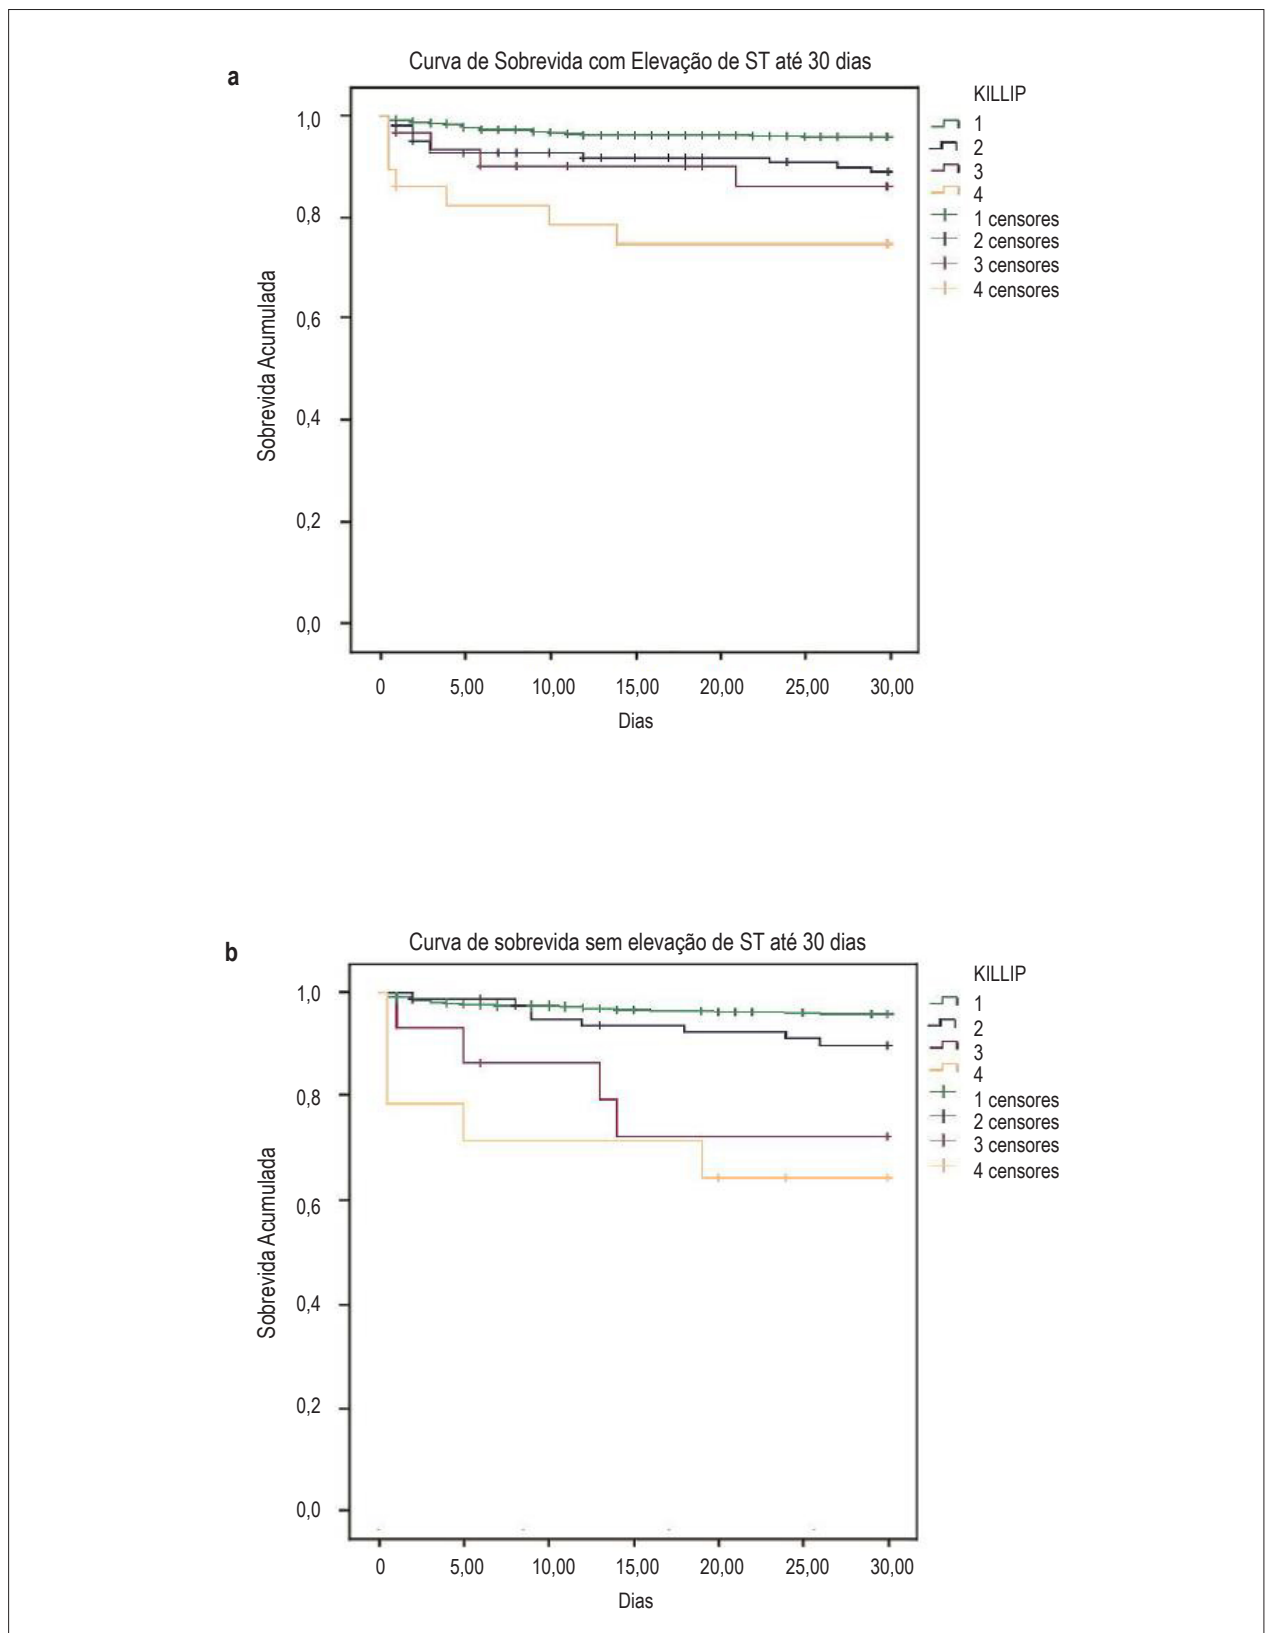 a
Curva de Sobrevida com Elevação de ST até 30 dias
Sobrevida Acumulada
1,0
0,8
0,6
0,4
0,2
0,0
0 5,00 10,00 15,00 20,00 25,00 30,00
Dias
KILLIP
1
2
3
4
1 censores
2 censores
3 censores
4 censores
b
Curva de sobrevida sem elevação de ST até 30 dias
Sobrevida Acumulada
1,0
0,8
0,6
0,4
0,2
0,0
0 5,00 10,00 15,00 20,00 25,00 30,00
Dias
KILLIP
1
2
3
4
1 censores
2 censores
3 censores
4 censores